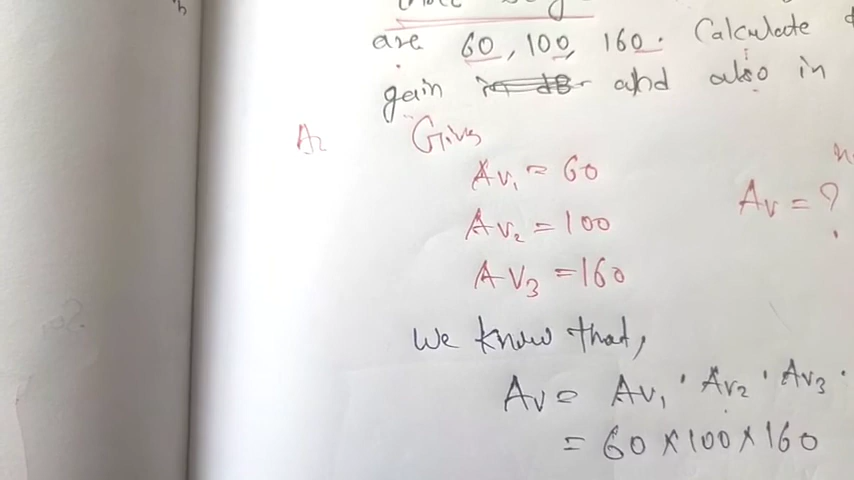 are 60, 100, 160. Calculate
gain and also in
Given
Av₁ = 60
Av₂ = 100
Av = ?
AV₃ = 160
We know that,
Av = Av₁ · Av₂ · Av₃ ·
= 60 × 100 × 160